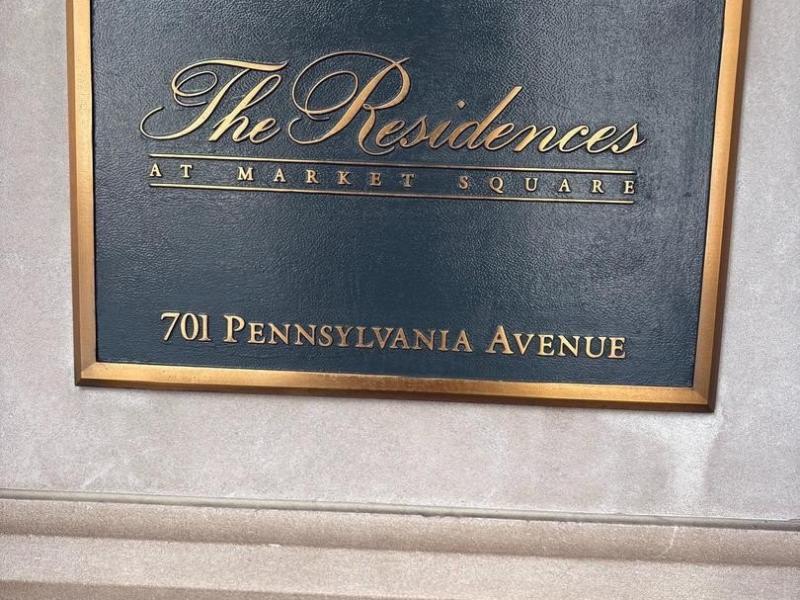 The Residences
AT MARKET SQUARE
701 PENNSYLVANIA AVENUE